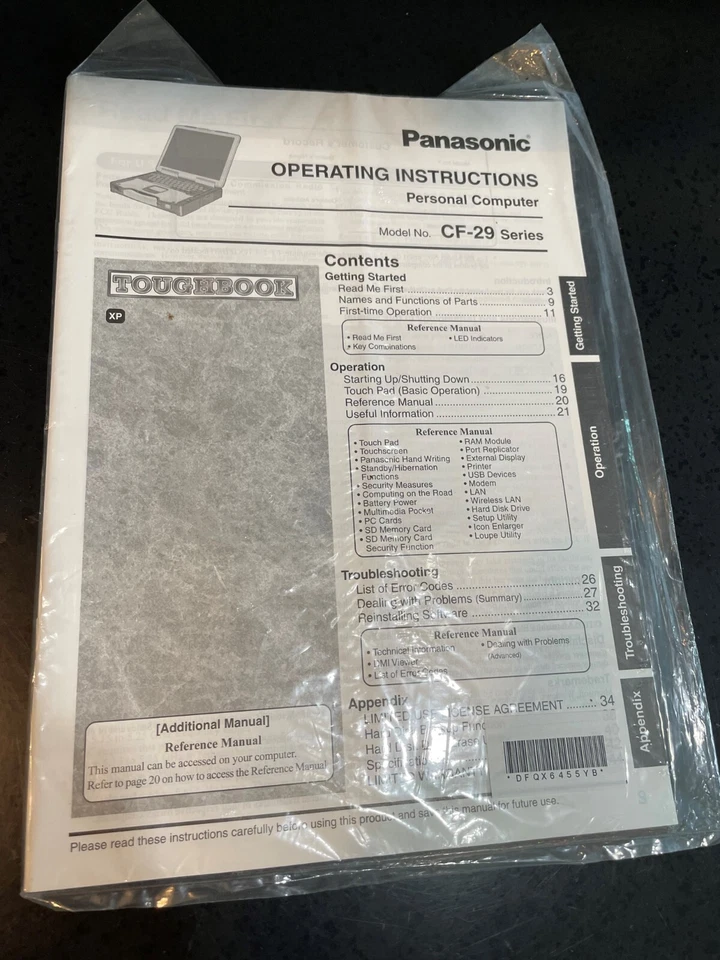 Panasonic
OPERATING INSTRUCTIONS
Personal Computer
Model No. CF-29 Series
TOUGHBOOK
XP
Contents
Getting Started
Read Me First ........ 3
Names and Functions of Parts ........ 9
First-time Operation ........ 11
Reference Manual
• Read Me First
• Key Combinations
• LED Indicators
Operation
Starting Up/Shutting Down ........ 16
Touch Pad (Basic Operation) ........ 19
Reference Manual ........ 20
Useful Information ........ 21
Reference Manual
• Touch Pad
• Touchscreen
• Panasonic Hand Writing
• Standby/Hibernation
Functions
• Security Measures
• Computing on the Road
• Battery Power
• Multimedia Pocket
• PC Cards
• SD Memory Card
• SD Memory Card
Security Function
• RAM Module
• Port Replicator
• External Display
• Printer
• USB Devices
• Modem
• LAN
• Wireless LAN
• Hard Disk Drive
• Setup Utility
• Icon Enlarger
• Loupe Utility
Troubleshooting
List of Error Codes ........ 26
Dealing with Problems (Summary) ........ 27
Reinstalling Software ........ 32
Reference Manual
• Technical Information
• DMI Viewer
• List of Error Codes
• Dealing with Problems
(Advanced)
Appendix
LIMITED USE LICENSE AGREEMENT ........ 34
LIMITED
*DFQX6455YB*
Getting Started
Operation
Troubleshooting
Appendix
[Additional Manual]
Reference Manual
This manual can be accessed on your computer.
Refer to page 20 on how to access the Reference Manual.
Please read these instructions carefully before using this product and save this manual for future use.